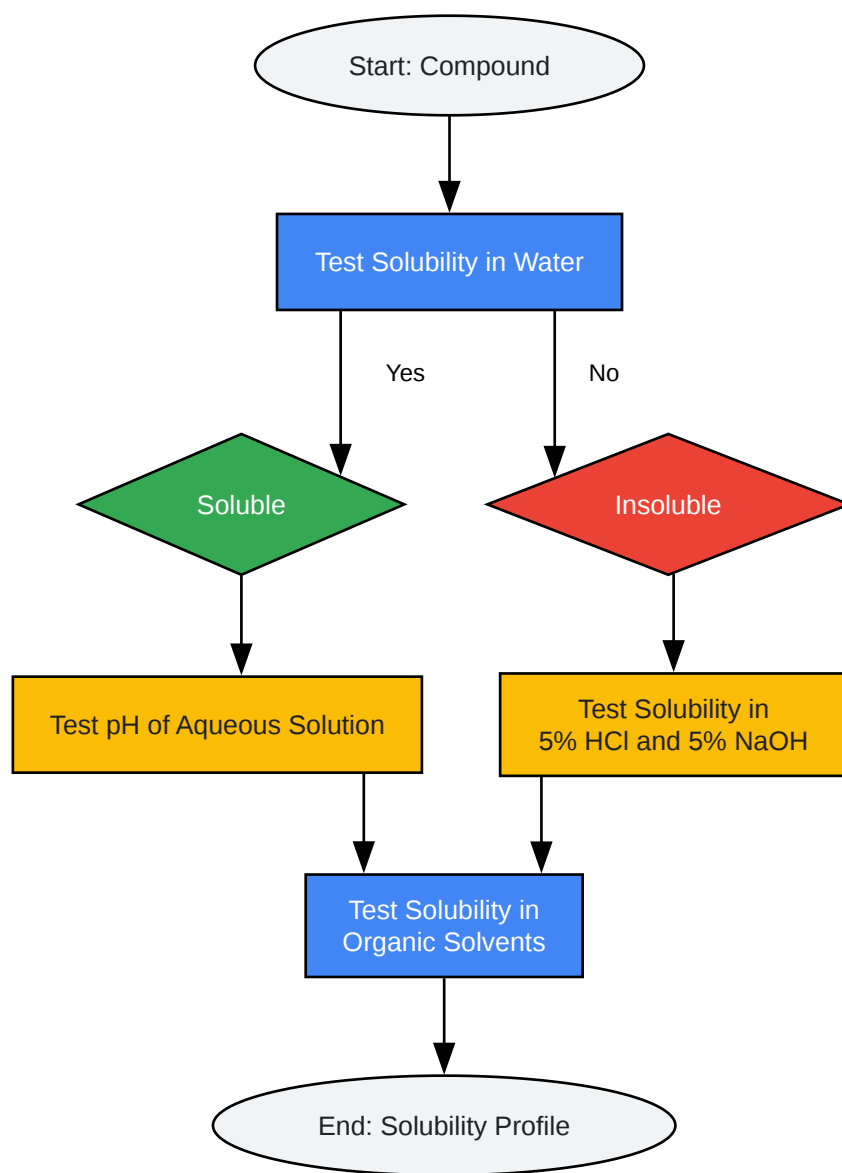 Start: Compound
Test Solubility in Water
Yes
No
Soluble
Insoluble
Test pH of Aqueous Solution
Test Solubility in
5% HCl and 5% NaOH
Test Solubility in
Organic Solvents
End: Solubility Profile